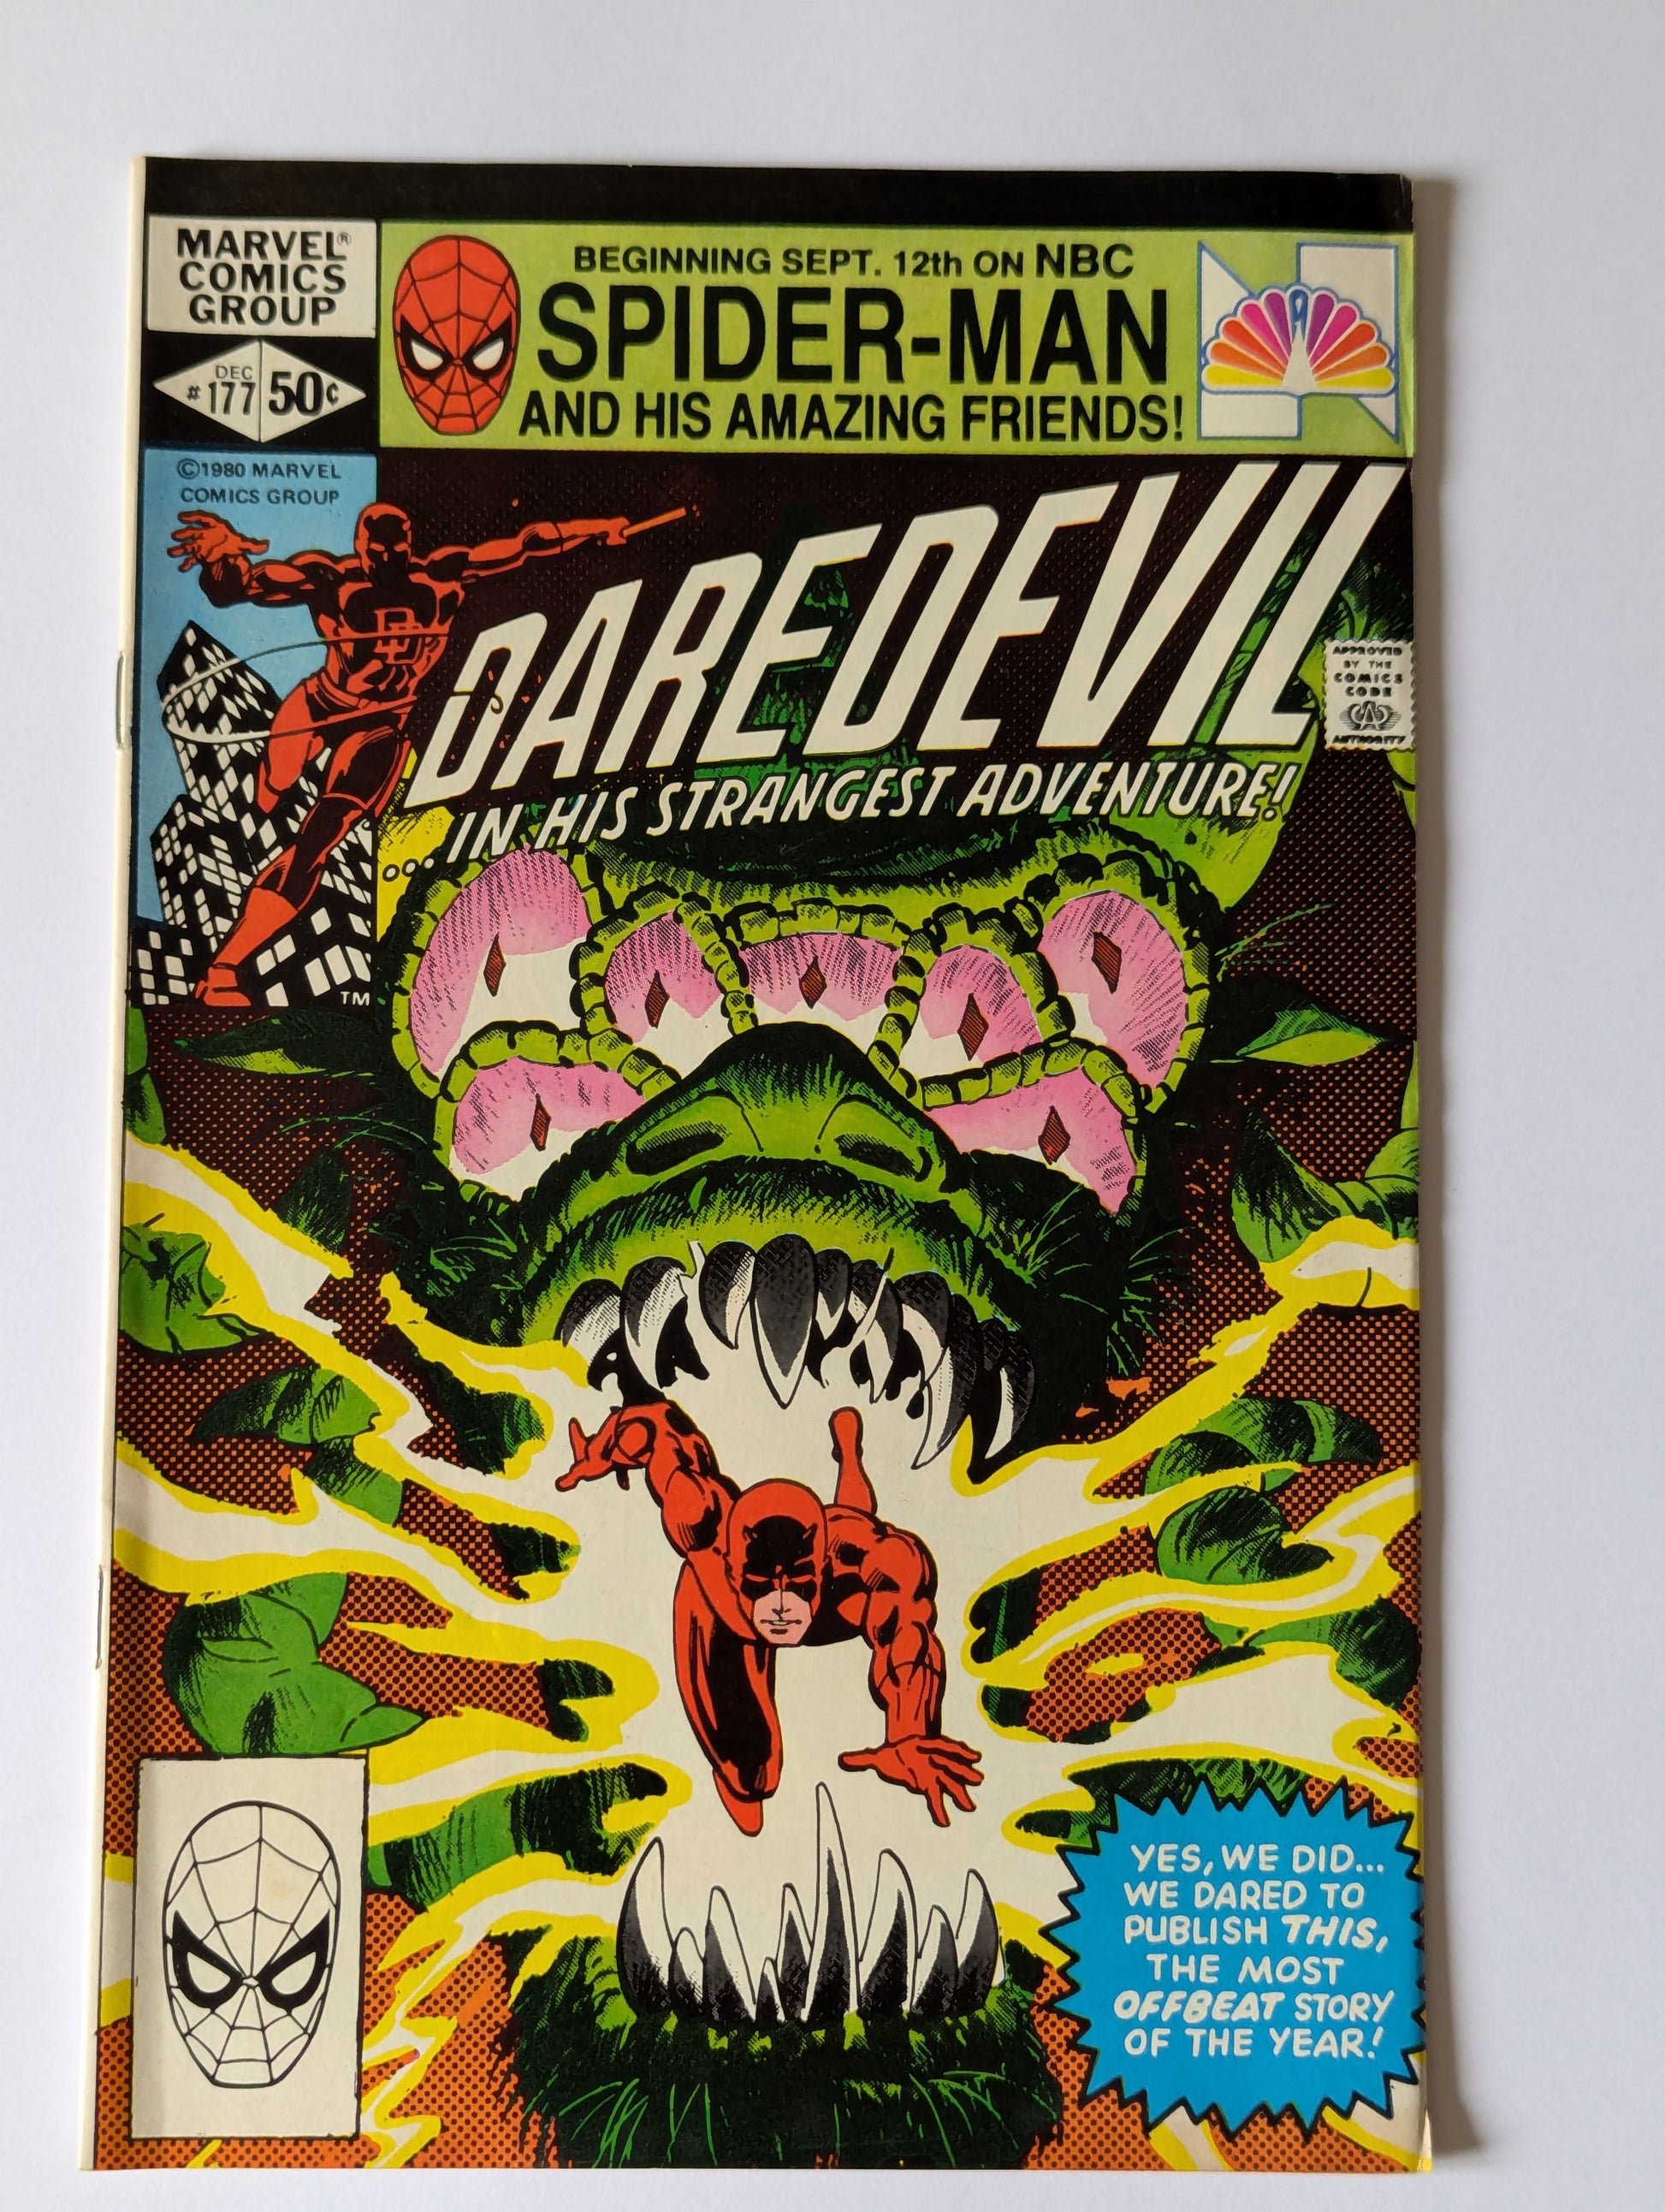 MARVEL®
COMICS
GROUP
DEC
#177 50¢
BEGINNING SEPT. 12th ON NBC
SPIDER-MAN
AND HIS AMAZING FRIENDS!
©1980 MARVEL
COMICS GROUP
DD
TM
DAREDEVIL
...IN HIS STRANGEST ADVENTURE!
APPROVED
BY THE
COMICS
CODE
CA
AUTHORITY
YES, WE DID...
WE DARED TO
PUBLISH THIS,
THE MOST
OFFBEAT STORY
OF THE YEAR!